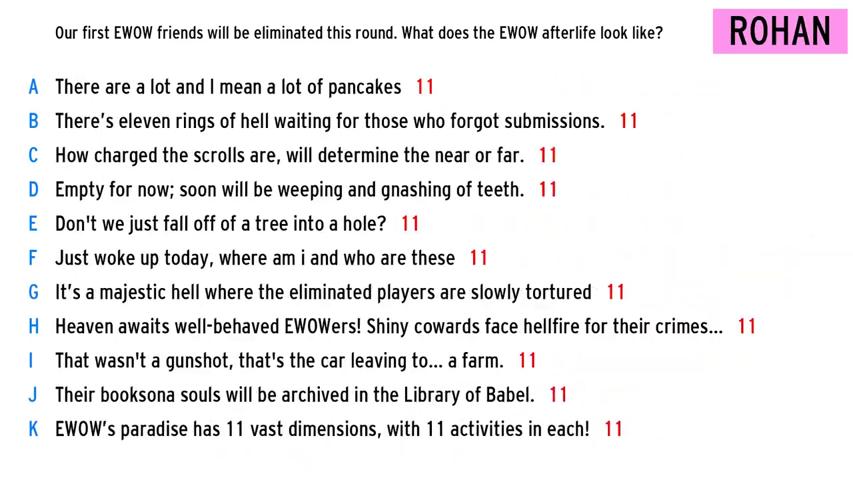 Our first EWOW friends will be eliminated this round. What does the EWOW afterlife look like?
ROHAN
A There are a lot and I mean a lot of pancakes 11
B There's eleven rings of hell waiting for those who forgot submissions. 11
C How charged the scrolls are, will determine the near or far. 11
D Empty for now; soon will be weeping and gnashing of teeth. 11
E Don't we just fall off of a tree into a hole? 11
F Just woke up today, where am i and who are these 11
G It's a majestic hell where the eliminated players are slowly tortured 11
H Heaven awaits well-behaved EWOWers! Shiny cowards face hellfire for their crimes... 11
I That wasn't a gunshot, that's the car leaving to... a farm. 11
J Their booksona souls will be archived in the Library of Babel. 11
K EWOW's paradise has 11 vast dimensions, with 11 activities in each! 11